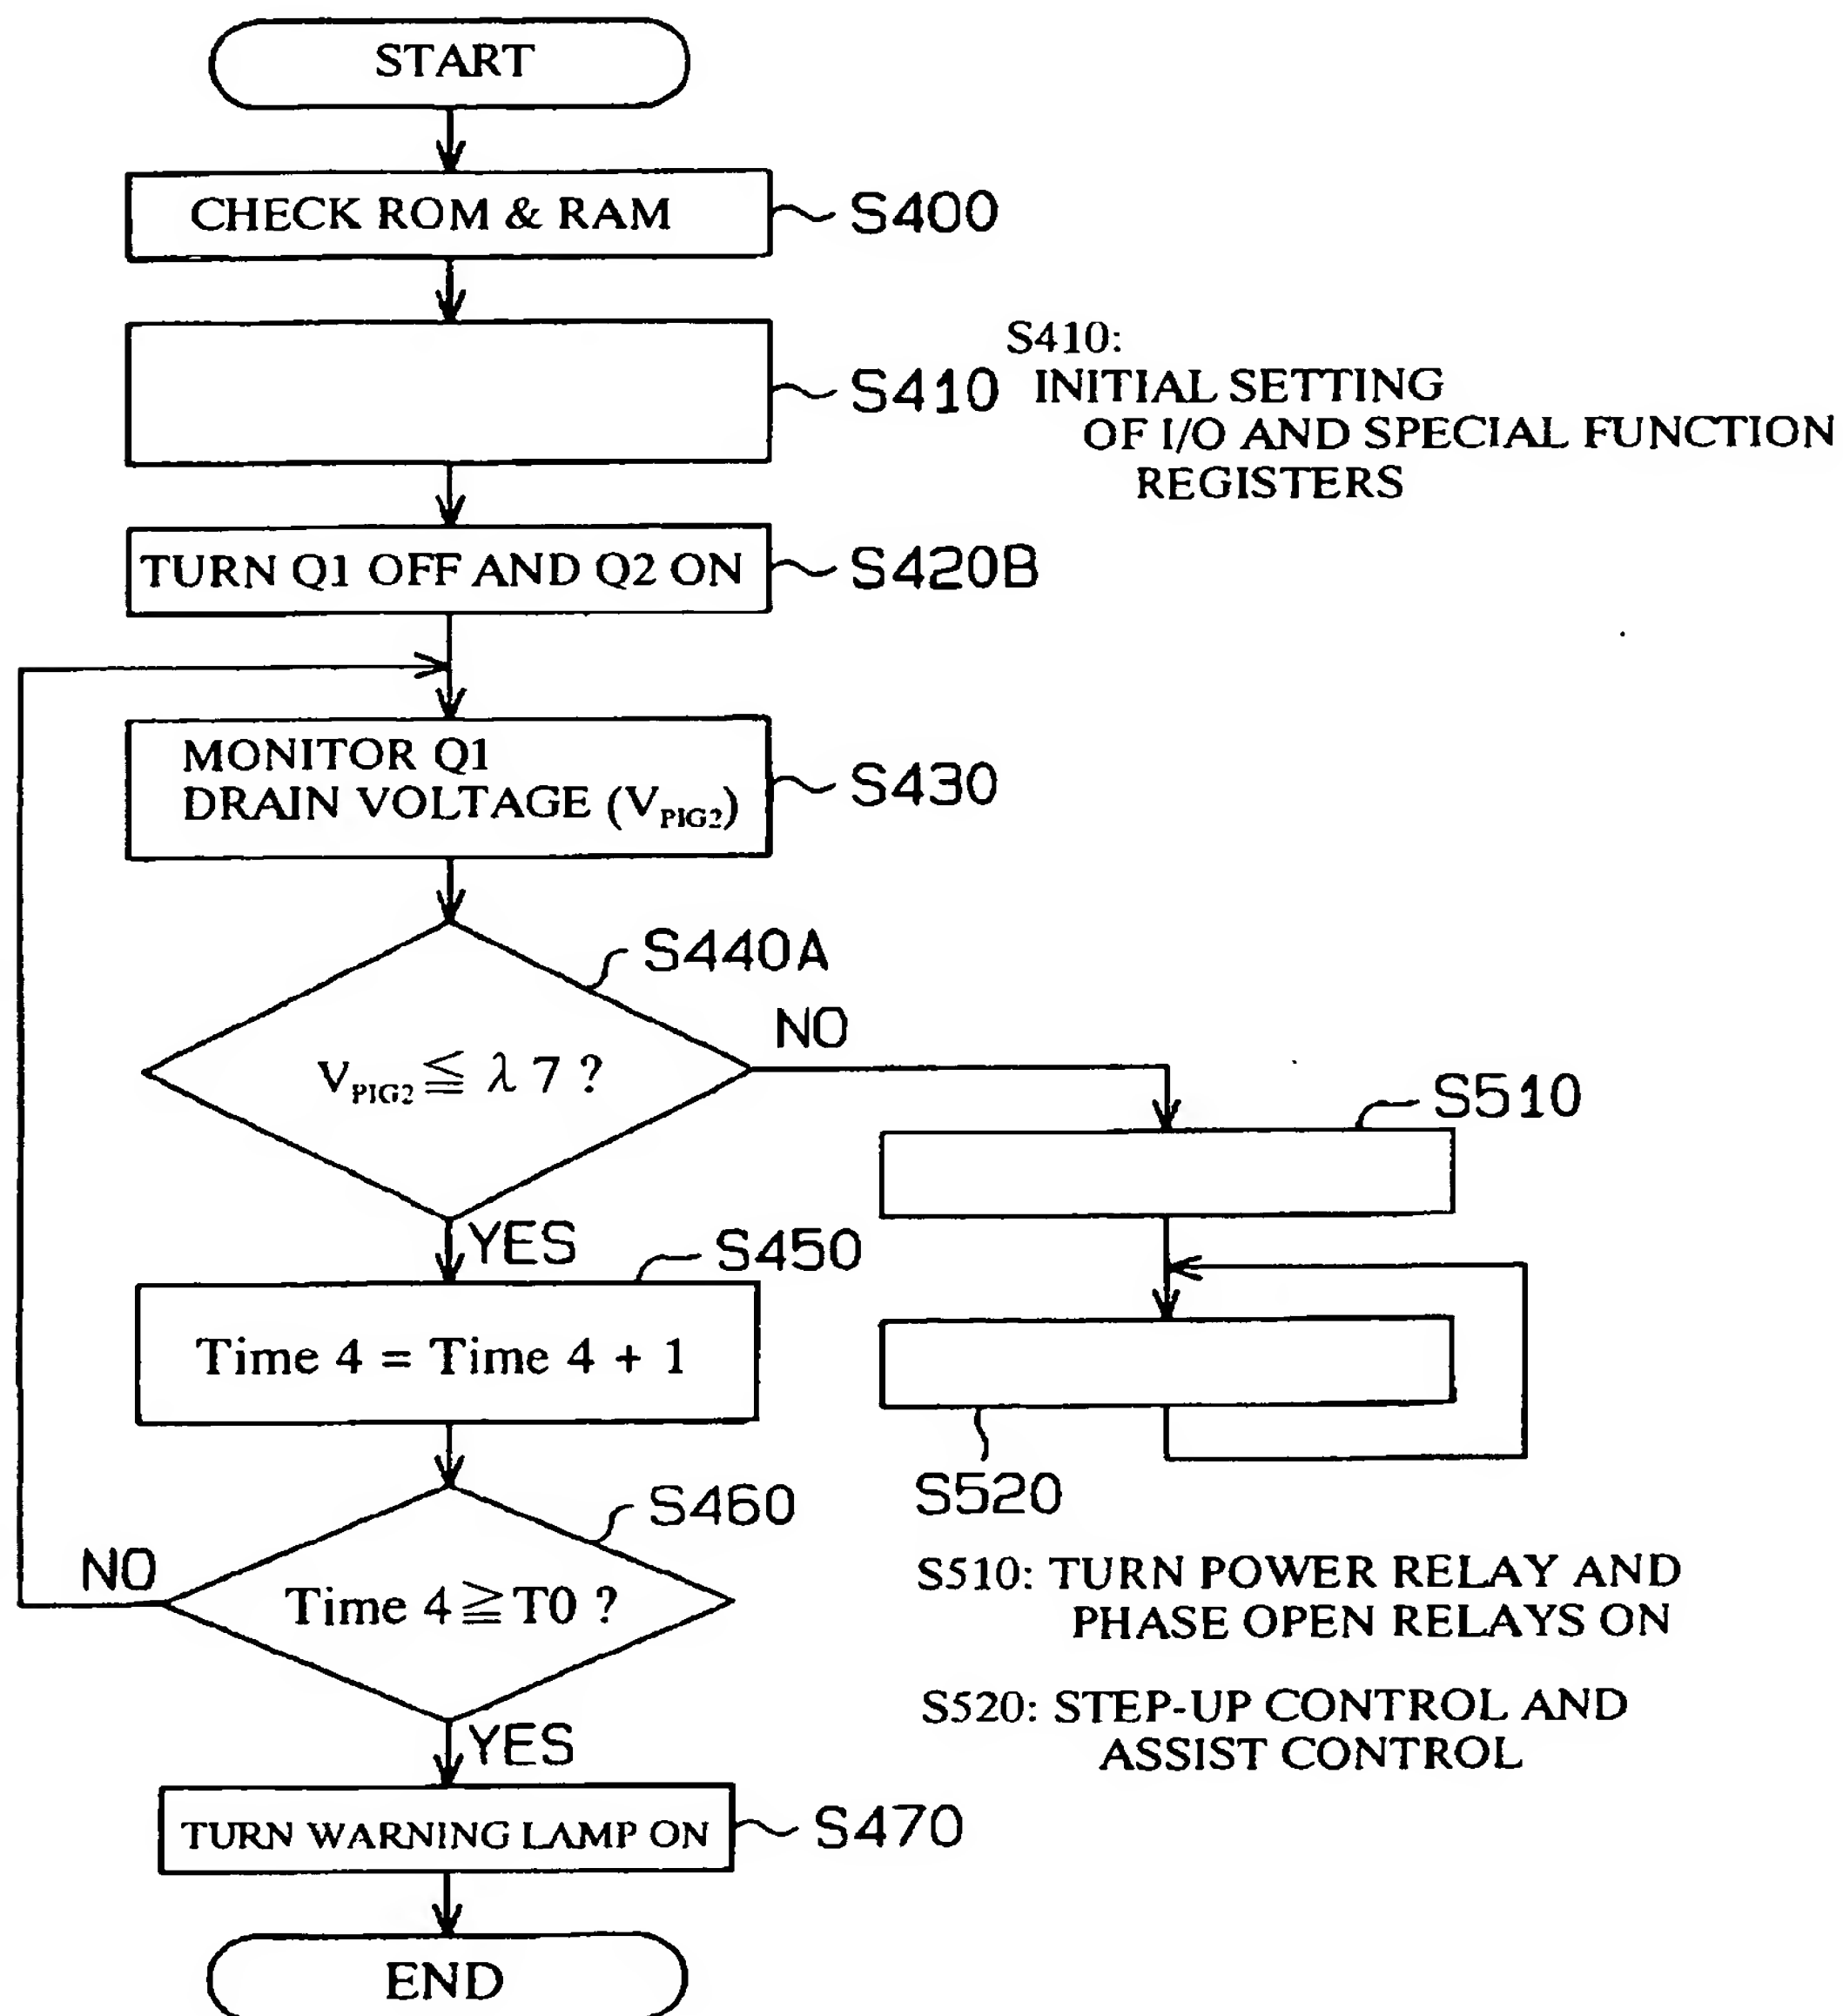 START
CHECK ROM & RAM
S400
S410
S410:
INITIAL SETTING
OF I/O AND SPECIAL FUNCTION
REGISTERS
TURN Q1 OFF AND Q2 ON
S420B
MONITOR Q1
DRAIN VOLTAGE (VPIG2)
S430
S440A
VPIG2 ≦ λ 7 ?
NO
YES
S510
S450
Time 4 = Time 4 + 1
S520
S460
Time 4 ≧ T0 ?
NO
YES
S510: TURN POWER RELAY AND
PHASE OPEN RELAYS ON
S520: STEP-UP CONTROL AND
ASSIST CONTROL
TURN WARNING LAMP ON
S470
END